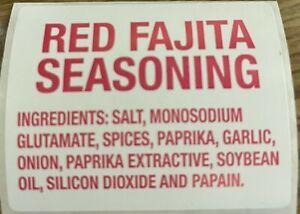 RED FAJITA
SEASONING
INGREDIENTS: SALT, MONOSODIUM
GLUTAMATE, SPICES, PAPRIKA, GARLIC,
ONION, PAPRIKA EXTRACTIVE, SOYBEAN
OIL, SILICON DIOXIDE AND PAPAIN.